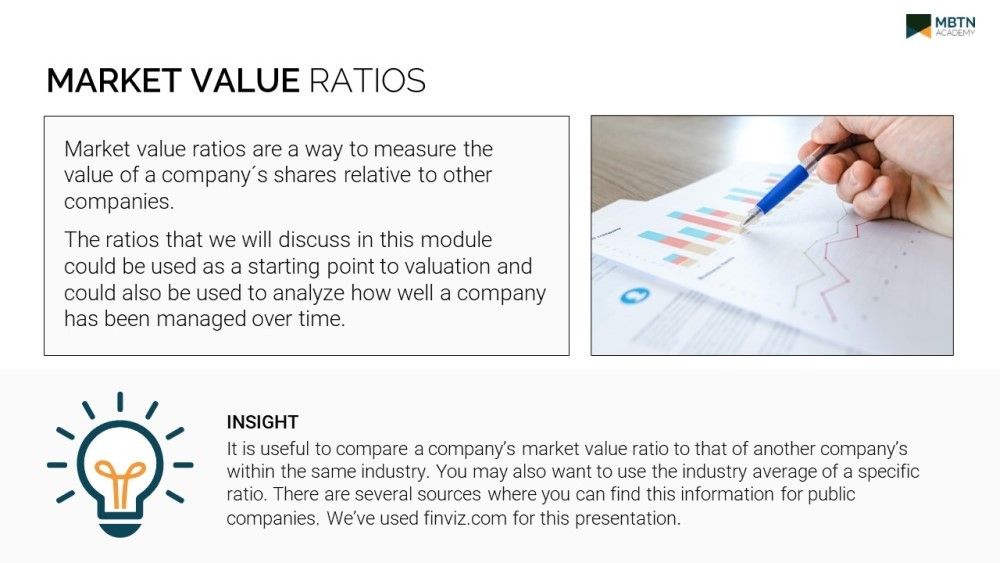 MBTN
ACADEMY
MARKET VALUE RATIOS
Market value ratios are a way to measure the
value of a company´s shares relative to other
companies.
The ratios that we will discuss in this module
could be used as a starting point to valuation and
could also be used to analyze how well a company
has been managed over time.
INSIGHT
It is useful to compare a company’s market value ratio to that of another company’s
within the same industry. You may also want to use the industry average of a specific
ratio. There are several sources where you can find this information for public
companies. We’ve used finviz.com for this presentation.